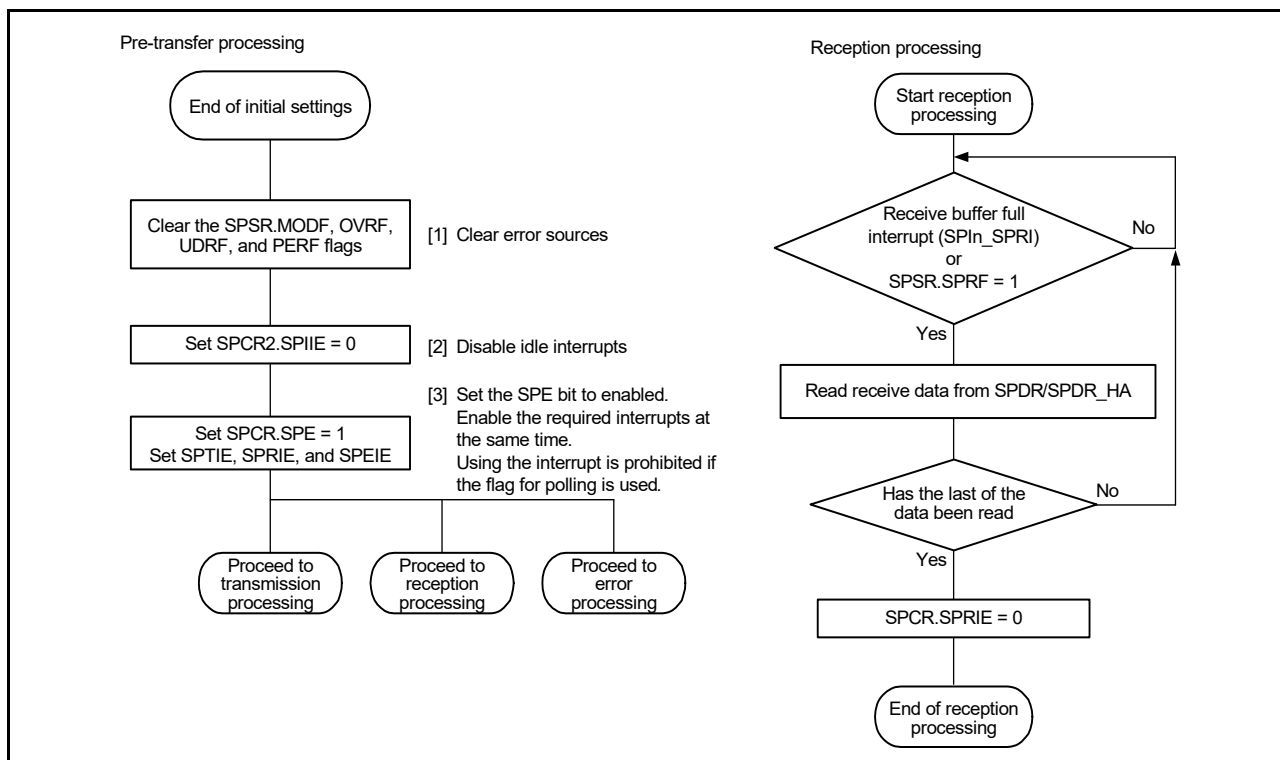 Pre-transfer processing
End of initial settings
Clear the SPSR.MODF, OVRF,
UDRF, and PERF flags
[1] Clear error sources
Set SPCR2.SPIIE = 0
[2] Disable idle interrupts
Set SPCR.SPE = 1
Set SPTIE, SPRIE, and SPEIE
[3] Set the SPE bit to enabled.
Enable the required interrupts at
the same time.
Using the interrupt is prohibited if
the flag for polling is used.
Proceed to
transmission
processing
Proceed to
reception
processing
Proceed to
error
processing
Reception processing
Start reception
processing
Receive buffer full
interrupt (SPIn_SPRI)
or
SPSR.SPRF = 1
No
Yes
Read receive data from SPDR/SPDR_HA
Has the last of the
data been read
No
Yes
SPCR.SPRIE = 0
End of reception
processing